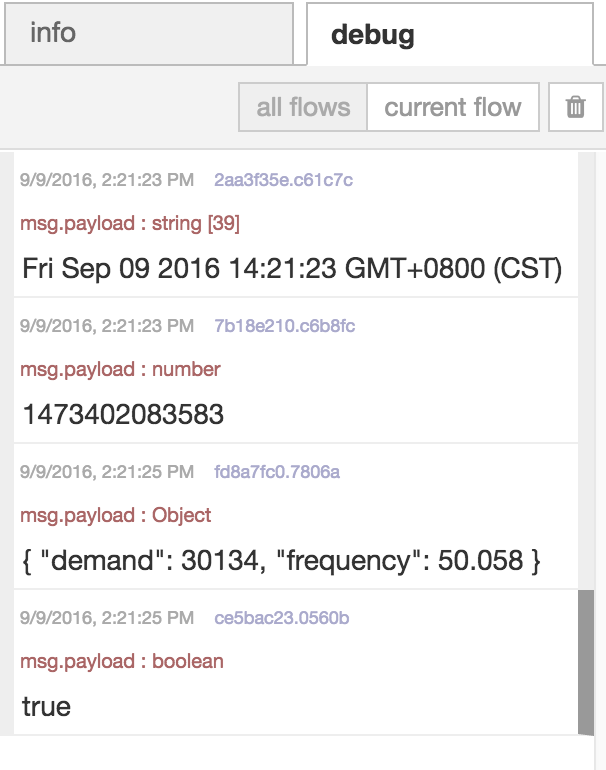 info
debug
all flows
current flow
9/9/2016, 2:21:23 PM 2aa3f35e.c61c7c
msg.payload : string [39]
Fri Sep 09 2016 14:21:23 GMT+0800 (CST)
9/9/2016, 2:21:23 PM 7b18e210.c6b8fc
msg.payload : number
1473402083583
9/9/2016, 2:21:25 PM fd8a7fc0.7806a
msg.payload : Object
{ "demand": 30134, "frequency": 50.058 }
9/9/2016, 2:21:25 PM ce5bac23.0560b
msg.payload : boolean
true